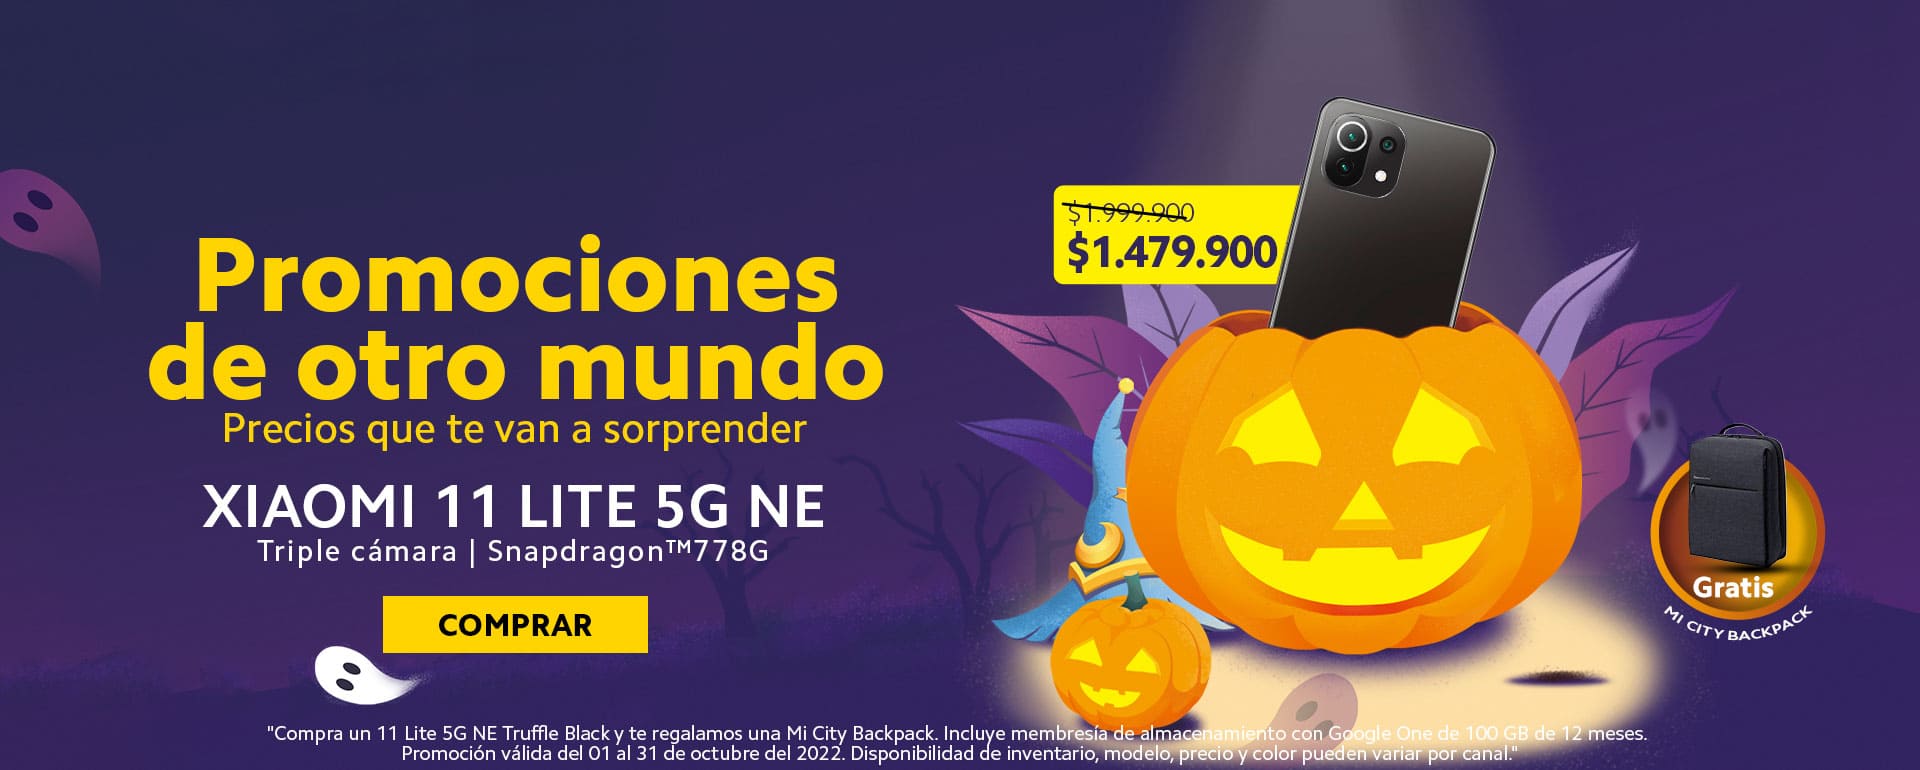 Promociones
de otro mundo
Precios que te van a sorprender
XIAOMI 11 LITE 5G NE
Triple cámara | Snapdragon™778G
COMPRAR
$1.999.900
$1.479.900
Gratis
MI CITY BACKPACK
"Compra un 11 Lite 5G NE Truffle Black y te regalamos una Mi City Backpack. Incluye membresía de almacenamiento con Google One de 100 GB de 12 meses.
Promoción válida del 01 al 31 de octubre del 2022. Disponibilidad de inventario, modelo, precio y color pueden variar por canal."